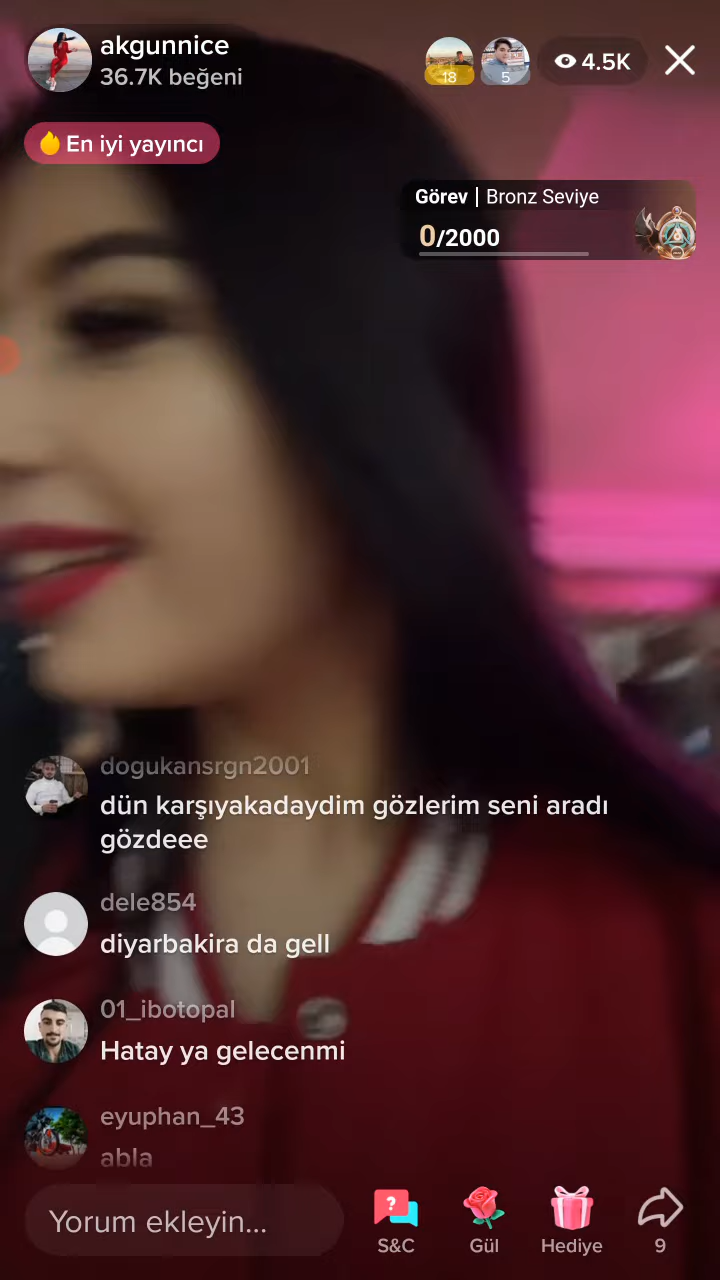 akgunnice
36.7K beğeni
18
5
4.5K
En iyi yayıncı
Görev | Bronz Seviye
0/2000
dogukansrgn2001
dün karşıyakadaydim gözlerim seni aradı
gözdeee
dele854
diyarbakira da gell
01_ibotopal
Hatay ya gelecenmi
eyuphan_43
abla
Yorum ekleyin...
?
S&C
Gül
Hediye
9